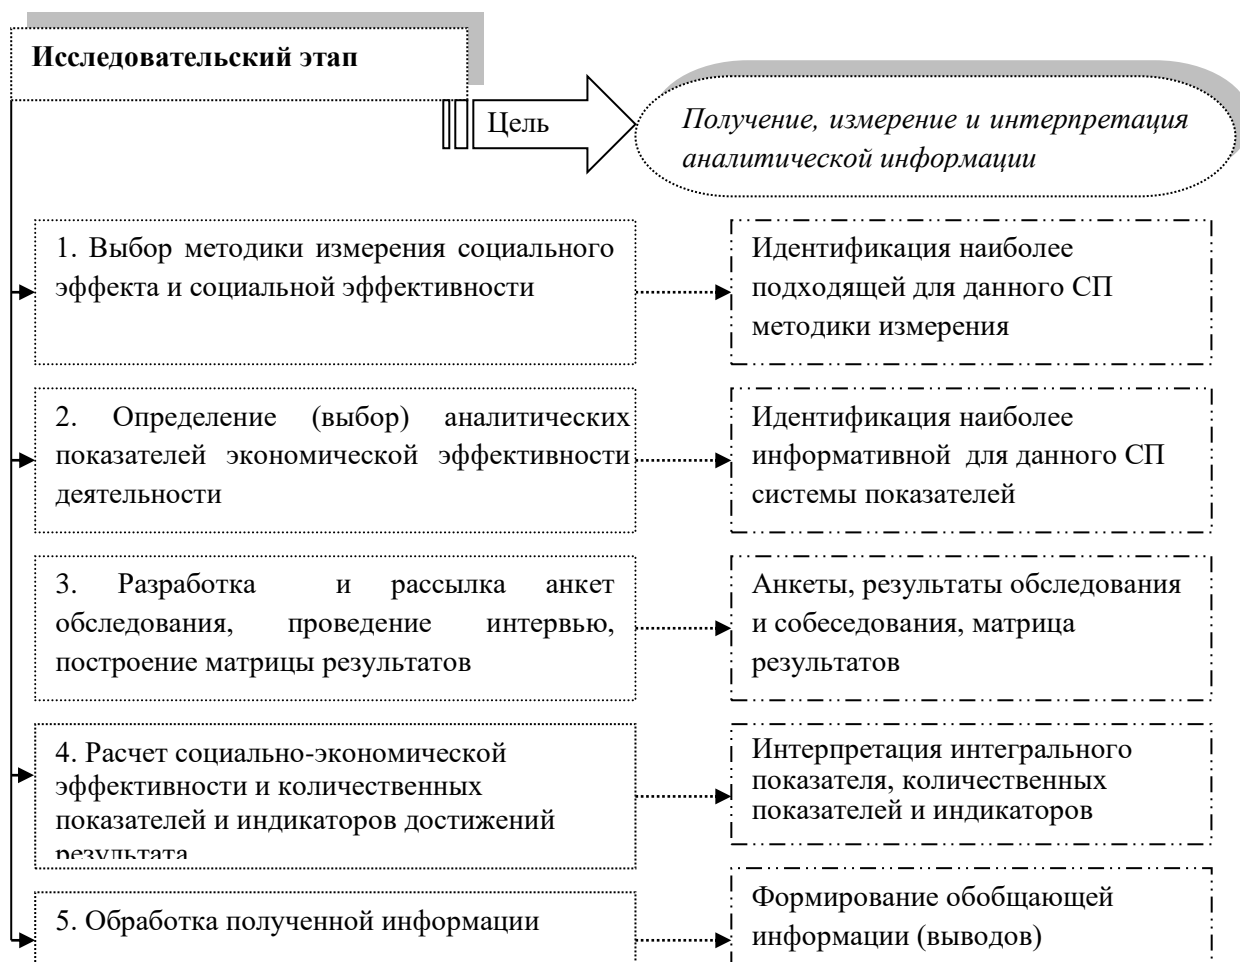 Исследовательский этап
Цель
Получение, измерение и интерпретация
аналитической информации
1. Выбор методики измерения социального
эффекта и социальной эффективности
Идентификация наиболее
подходящей для данного СП
методики измерения
2. Определение (выбор) аналитических
показателей экономической эффективности
деятельности
Идентификация наиболее
информативной для данного СП
системы показателей
3. Разработка и рассылка анкет
обследования, проведение интервью,
построение матрицы результатов
Анкеты, результаты обследования
и собеседования, матрица
результатов
4. Расчет социально-экономической
эффективности и количественных
показателей и индикаторов достижений
результата
Интерпретация интегрального
показателя, количественных
показателей и индикаторов
5. Обработка полученной информации
Формирование обобщающей
информации (выводов)